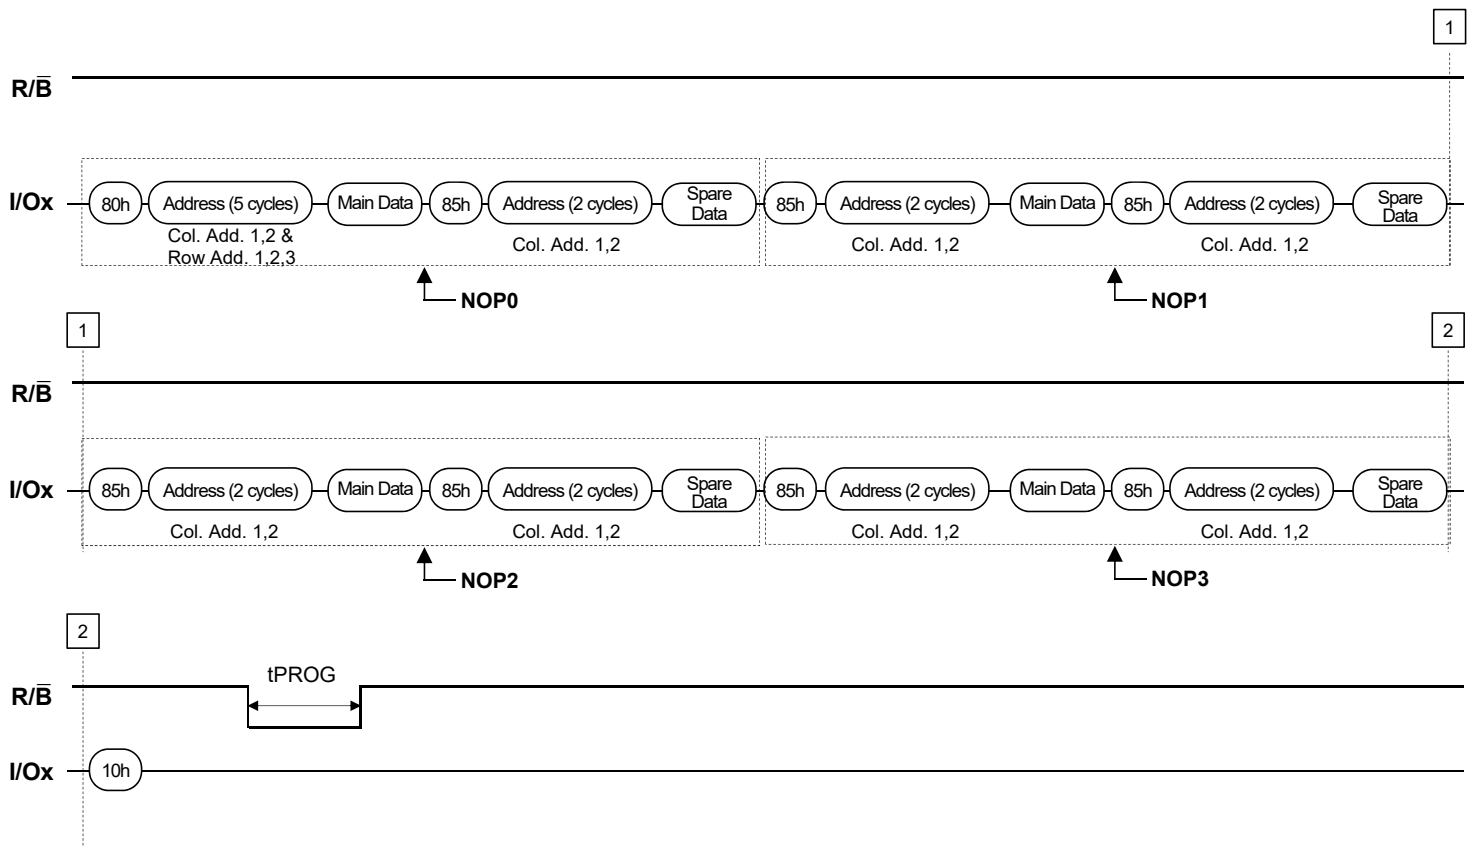 1
R/B̅
I/Ox 80h Address (5 cycles) Main Data 85h Address (2 cycles) Spare Data 85h Address (2 cycles) Main Data 85h Address (2 cycles) Spare Data
Col. Add. 1,2 &
Row Add. 1,2,3
Col. Add. 1,2 Col. Add. 1,2 Col. Add. 1,2
NOP0 NOP1
1 2
R/B̅
I/Ox 85h Address (2 cycles) Main Data 85h Address (2 cycles) Spare Data 85h Address (2 cycles) Main Data 85h Address (2 cycles) Spare Data
Col. Add. 1,2 Col. Add. 1,2 Col. Add. 1,2 Col. Add. 1,2
NOP2 NOP3
2
tPROG
R/B̅
I/Ox 10h